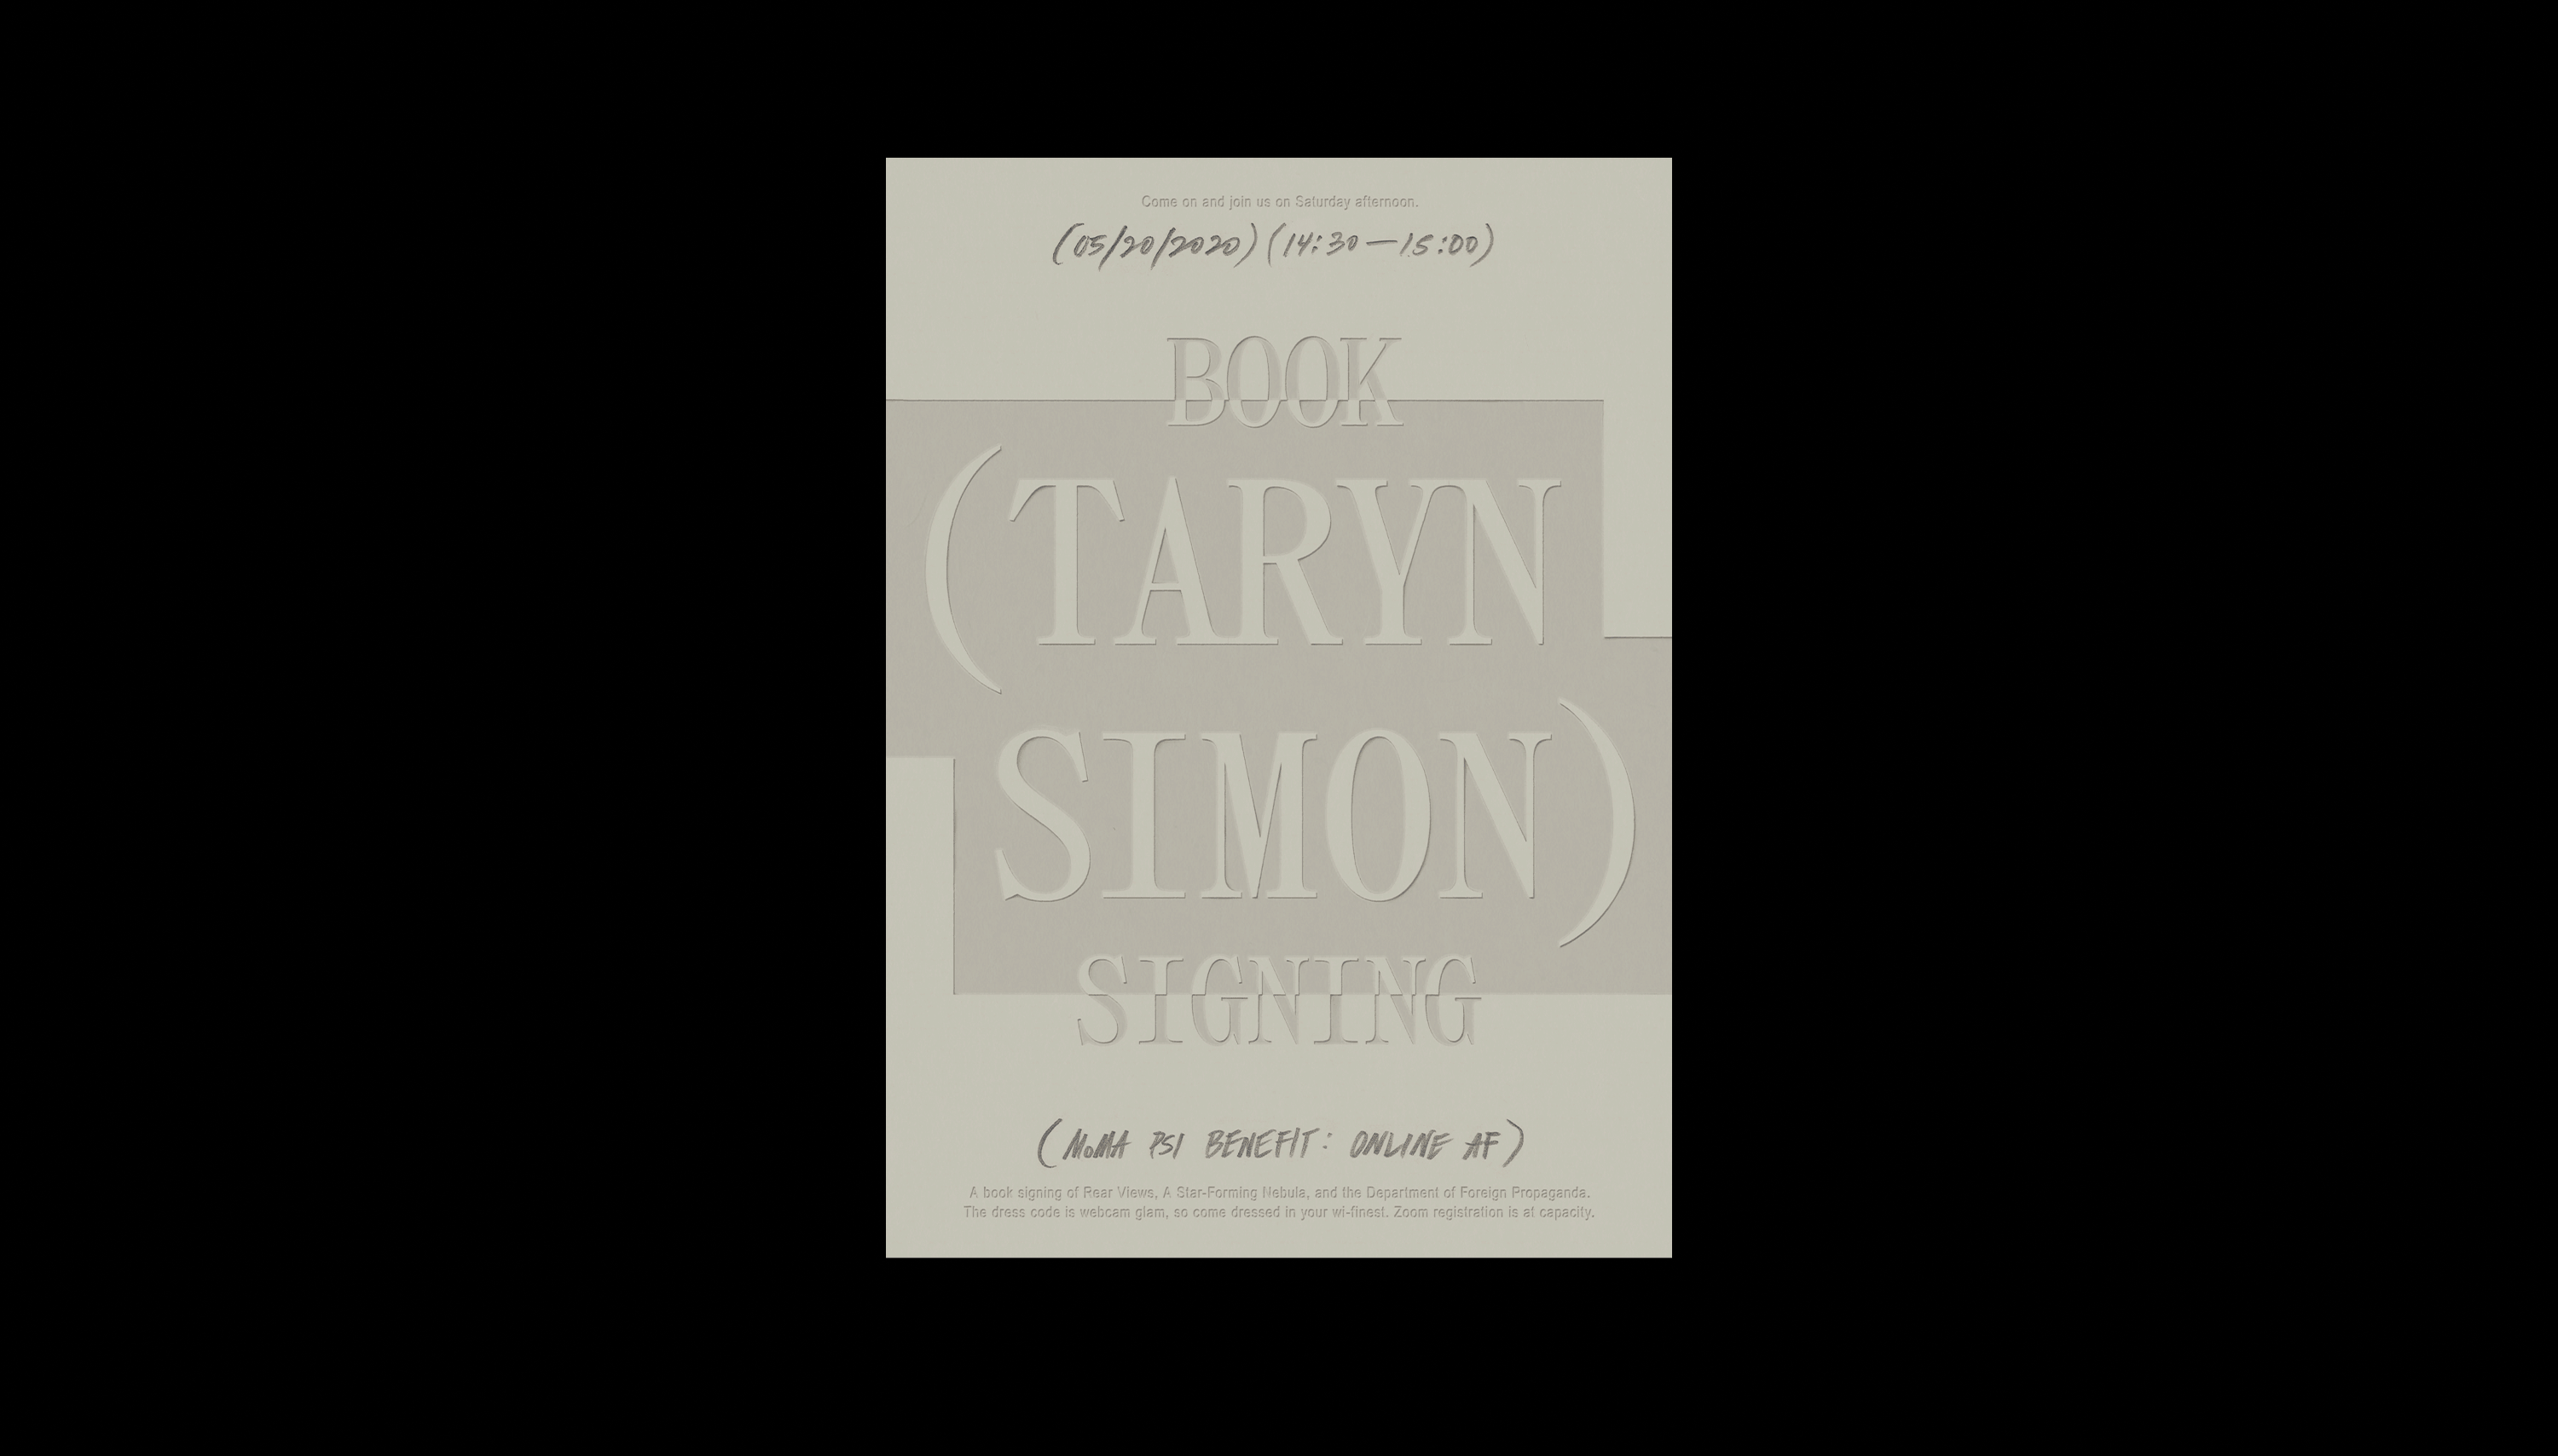 Come on and join us on Saturday afternoon.
(05/20/2020) (14:30—15:00)
BOOK
(TARYN
SIMON)
SIGNING
(MoMA PS1 BENEFIT: ONLINE AF)
A book signing of Rear Views, A Star-Forming Nebula, and the Department of Foreign Propaganda.
The dress code is webcam glam, so come dressed in your wi-finest. Zoom registration is at capacity.